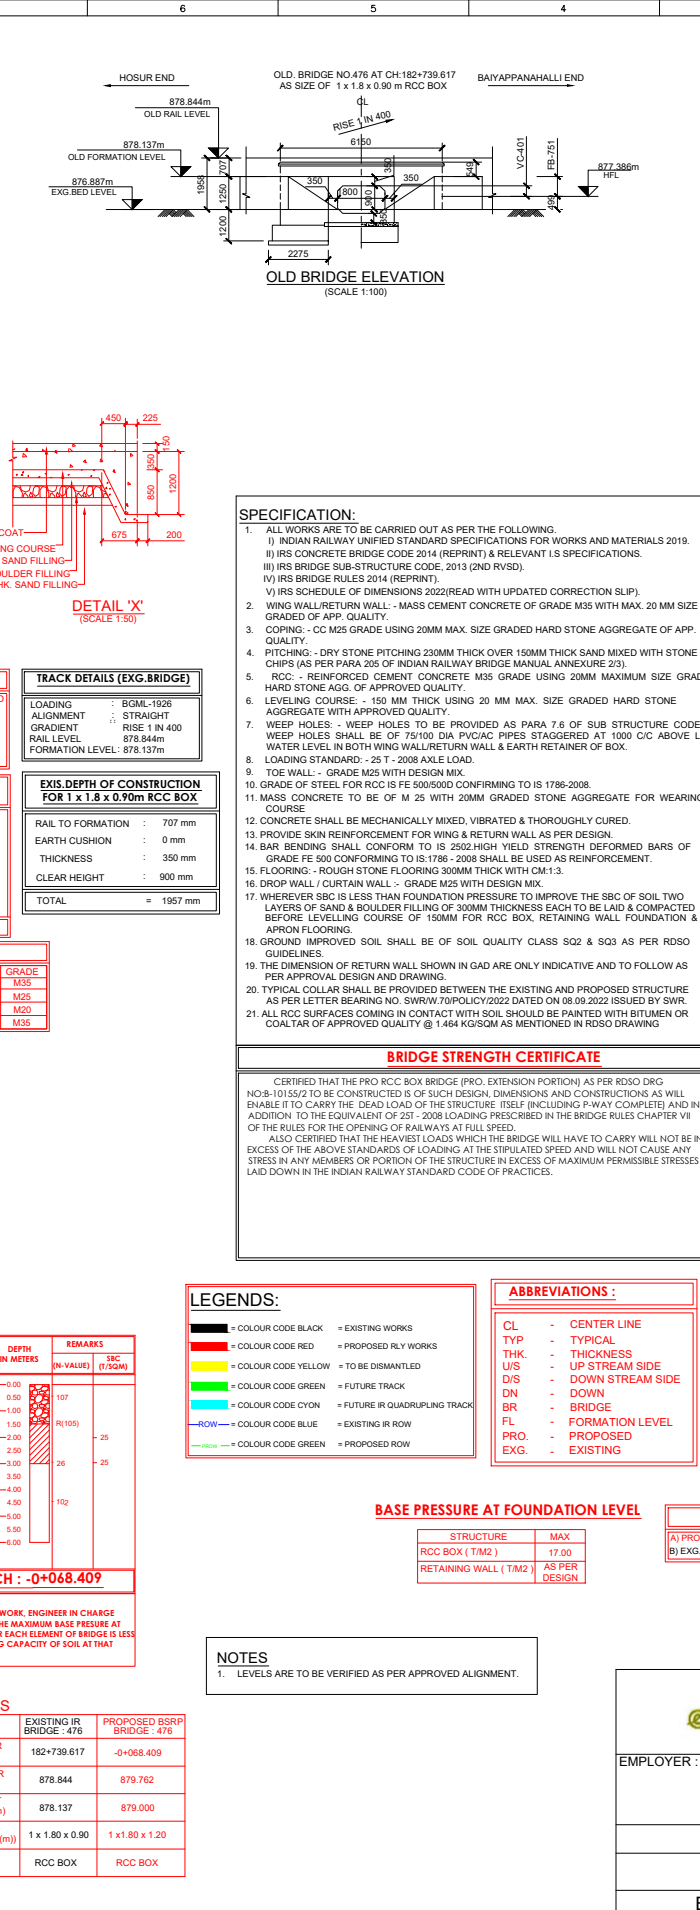 6
5
4
HOSUR END
OLD. BRIDGE NO.476 AT CH:182+739.617
AS SIZE OF 1 x 1.8 x 0.90 m RCC BOX
BAIYAPPANAHALLI END
CL
RISE 1 IN 400
878.844m
OLD RAIL LEVEL
878.137m
OLD FORMATION LEVEL
876.887m
EXG.BED LEVEL
877.386m
HFL
6150
707
1958
1250
1200
350
350
350
800
900
350
549
VC-401
FB-751
499
2275
OLD BRIDGE ELEVATION
(SCALE 1:100)
450
225
150
350
850
1200
675
200
COAT
NG COURSE
SAND FILLING
ULDER FILLING
HK. SAND FILLING
DETAIL 'X'
(SCALE 1:50)
TRACK DETAILS (EXG.BRIDGE)
LOADING : BGML-1926
ALIGNMENT : STRAIGHT
GRADIENT RISE 1 IN 400
RAIL LEVEL 878.844m
FORMATION LEVEL : 878.137m
EXIS.DEPTH OF CONSTRUCTION
FOR 1 x 1.8 x 0.90m RCC BOX
RAIL TO FORMATION : 707 mm
EARTH CUSHION : 0 mm
THICKNESS : 350 mm
CLEAR HEIGHT : 900 mm
TOTAL = 1957 mm
GRADE
M35
M25
M20
M35
SPECIFICATION:
1. ALL WORKS ARE TO BE CARRIED OUT AS PER THE FOLLOWING.
I) INDIAN RAILWAY UNIFIED STANDARD SPECIFICATIONS FOR WORKS AND MATERIALS 2019.
II) IRS CONCRETE BRIDGE CODE 2014 (REPRINT) & RELEVANT I.S SPECIFICATIONS.
III) IRS BRIDGE SUB-STRUCTURE CODE, 2013 (2ND RVSD).
IV) IRS BRIDGE RULES 2014 (REPRINT).
V) IRS SCHEDULE OF DIMENSIONS 2022(READ WITH UPDATED CORRECTION SLIP).
2. WING WALL/RETURN WALL: - MASS CEMENT CONCRETE OF GRADE M35 WITH MAX. 20 MM SIZE
GRADED OF APP. QUALITY.
3. COPING: - CC M25 GRADE USING 20MM MAX. SIZE GRADED HARD STONE AGGREGATE OF APP.
QUALITY.
4. PITCHING: - DRY STONE PITCHING 230MM THICK OVER 150MM THICK SAND MIXED WITH STONE
CHIPS (AS PER PARA 205 OF INDIAN RAILWAY BRIDGE MANUAL ANNEXURE 2/3).
5. RCC: - REINFORCED CEMENT CONCRETE M35 GRADE USING 20MM MAXIMUM SIZE GRAD
HARD STONE AGG. OF APPROVED QUALITY.
6. LEVELING COURSE: - 150 MM THICK USING 20 MM MAX. SIZE GRADED HARD STONE
AGGREGATE WITH APPROVED QUALITY.
7. WEEP HOLES: - WEEP HOLES TO BE PROVIDED AS PARA 7.6 OF SUB STRUCTURE CODE
WEEP HOLES SHALL BE OF 75/100 DIA PVC/AC PIPES STAGGERED AT 1000 C/C ABOVE L
WATER LEVEL IN BOTH WING WALL/RETURN WALL & EARTH RETAINER OF BOX.
8. LOADING STANDARD: - 25 T - 2008 AXLE LOAD.
9. TOE WALL: - GRADE M25 WITH DESIGN MIX.
10. GRADE OF STEEL FOR RCC IS FE 500/500D CONFIRMING TO IS 1786-2008.
11. MASS CONCRETE TO BE OF M 25 WITH 20MM GRADED STONE AGGREGATE FOR WEARING
COURSE
12. CONCRETE SHALL BE MECHANICALLY MIXED, VIBRATED & THOROUGHLY CURED.
13. PROVIDE SKIN REINFORCEMENT FOR WING & RETURN WALL AS PER DESIGN.
14. BAR BENDING SHALL CONFORM TO IS 2502.HIGH YIELD STRENGTH DEFORMED BARS OF
GRADE FE 500 CONFORMING TO IS:1786 - 2008 SHALL BE USED AS REINFORCEMENT.
15. FLOORING: - ROUGH STONE FLOORING 300MM THICK WITH CM:1:3.
16. DROP WALL / CURTAIN WALL :- GRADE M25 WITH DESIGN MIX.
17. WHEREVER SBC IS LESS THAN FOUNDATION PRESSURE TO IMPROVE THE SBC OF SOIL TWO
LAYERS OF SAND & BOULDER FILLING OF 300MM THICKNESS EACH TO BE LAID & COMPACTED
BEFORE LEVELLING COURSE OF 150MM FOR RCC BOX, RETAINING WALL FOUNDATION &
APRON FLOORING.
18. GROUND IMPROVED SOIL SHALL BE OF SOIL QUALITY CLASS SQ2 & SQ3 AS PER RDSO
GUIDELINES.
19. THE DIMENSION OF RETURN WALL SHOWN IN GAD ARE ONLY INDICATIVE AND TO FOLLOW AS
PER APPROVAL DESIGN AND DRAWING.
20. TYPICAL COLLAR SHALL BE PROVIDED BETWEEN THE EXISTING AND PROPOSED STRUCTURE
AS PER LETTER BEARING NO. SWR/W.70/POLICY/2022 DATED ON 08.09.2022 ISSUED BY SWR.
21. ALL RCC SURFACES COMING IN CONTACT WITH SOIL SHOULD BE PAINTED WITH BITUMEN OR
COALTAR OF APPROVED QUALITY @ 1.464 KG/SQM AS MENTIONED IN RDSO DRAWING
BRIDGE STRENGTH CERTIFICATE
CERTIFIED THAT THE PRO RCC BOX BRIDGE (PRO. EXTENSION PORTION) AS PER RDSO DRG
NO:B-10155/2 TO BE CONSTRUCTED IS OF SUCH DESIGN, DIMENSIONS AND CONSTRUCTIONS AS WILL
ENABLE IT TO CARRY THE DEAD LOAD OF THE STRUCTURE ITSELF (INCLUDING P-WAY COMPLETE) AND IN
ADDITION TO THE EQUIVALENT OF 25T - 2008 LOADING PRESCRIBED IN THE BRIDGE RULES CHAPTER VII
OF THE RULES FOR THE OPENING OF RAILWAYS AT FULL SPEED.
ALSO CERTIFIED THAT THE HEAVIEST LOADS WHICH THE BRIDGE WILL HAVE TO CARRY WILL NOT BE IN
EXCESS OF THE ABOVE STANDARDS OF LOADING AT THE STIPULATED SPEED AND WILL NOT CAUSE ANY
STRESS IN ANY MEMBERS OR PORTION OF THE STRUCTURE IN EXCESS OF MAXIMUM PERMISSIBLE STRESSES
LAID DOWN IN THE INDIAN RAILWAY STANDARD CODE OF PRACTICES.
LEGENDS:
= COLOUR CODE BLACK = EXISTING WORKS
= COLOUR CODE RED = PROPOSED RLY WORKS
= COLOUR CODE YELLOW = TO BE DISMANTLED
= COLOUR CODE GREEN = FUTURE TRACK
= COLOUR CODE CYON = FUTURE IR QUADRUPLING TRACK
ROW = COLOUR CODE BLUE = EXISTING IR ROW
PROW = COLOUR CODE GREEN = PROPOSED ROW
ABBREVIATIONS :
CL - CENTER LINE
TYP - TYPICAL
THK. - THICKNESS
U/S - UP STREAM SIDE
D/S - DOWN STREAM SIDE
DN - DOWN
BR - BRIDGE
FL - FORMATION LEVEL
PRO. - PROPOSED
EXG. - EXISTING
DEPTH
IN METERS
REMARKS
(N-VALUE)
SBC
(T/SQM)
0.00
0.50 107
1.00
1.50 R(105)
2.00 25
2.50
3.00 26 25
3.50
4.00
4.50 102
5.00
5.50
6.00
CH : -0+068.409
WORK, ENGINEER IN CHARGE
HE MAXIMUM BASE PRESURE AT
R EACH ELEMENT OF BRIDGE IS LESS
G CAPACITY OF SOIL AT THAT
BASE PRESSURE AT FOUNDATION LEVEL
STRUCTURE MAX
RCC BOX ( T/M2 ) 17.00
RETAINING WALL ( T/M2 ) AS PER
DESIGN
A) PRO
B) EXG.
NOTES
1. LEVELS ARE TO BE VERIFIED AS PER APPROVED ALIGNMENT.
S
EXISTING IR
BRIDGE : 476
PROPOSED BSRP
BRIDGE : 476
R 182+739.617 -0+068.409
R 878.844 879.762
) 878.137 879.000
(m)) 1 x 1.80 x 0.90 1 x1.80 x 1.20
RCC BOX RCC BOX
EMPLOYER :